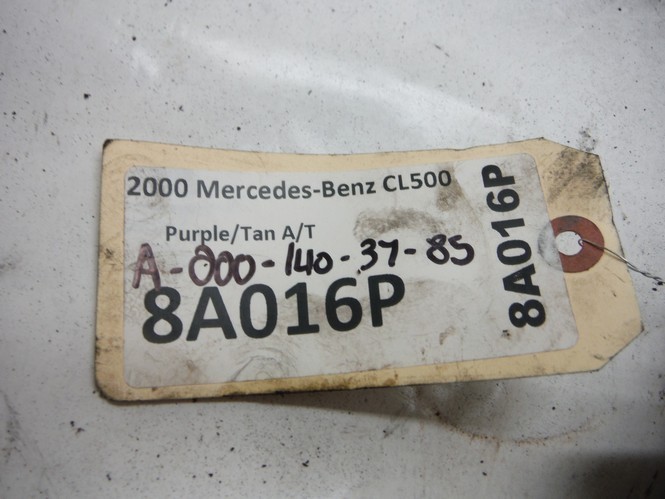 2000 Mercedes-Benz CL500
Purple/Tan A/T
A-000-140-37-85
8A016P
8A016P